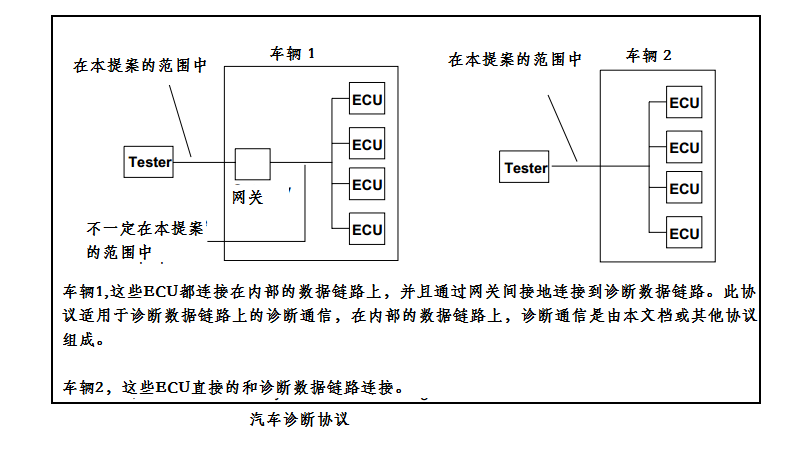 车辆 1
在本提案的范围中
ECU
ECU
ECU
ECU
Tester
网关
不一定在本提案
的范围中
车辆 2
在本提案的范围中
ECU
ECU
ECU
ECU
Tester
车辆1,这些ECU都连接在内部的数据链路上，并且通过网关间接地连接到诊断数据链路。此协
议适用于诊断数据链路上的诊断通信，在内部的数据链路上，诊断通信是由本文档或其他协议
组成。
车辆2，这些ECU直接的和诊断数据链路连接。
汽车诊断协议